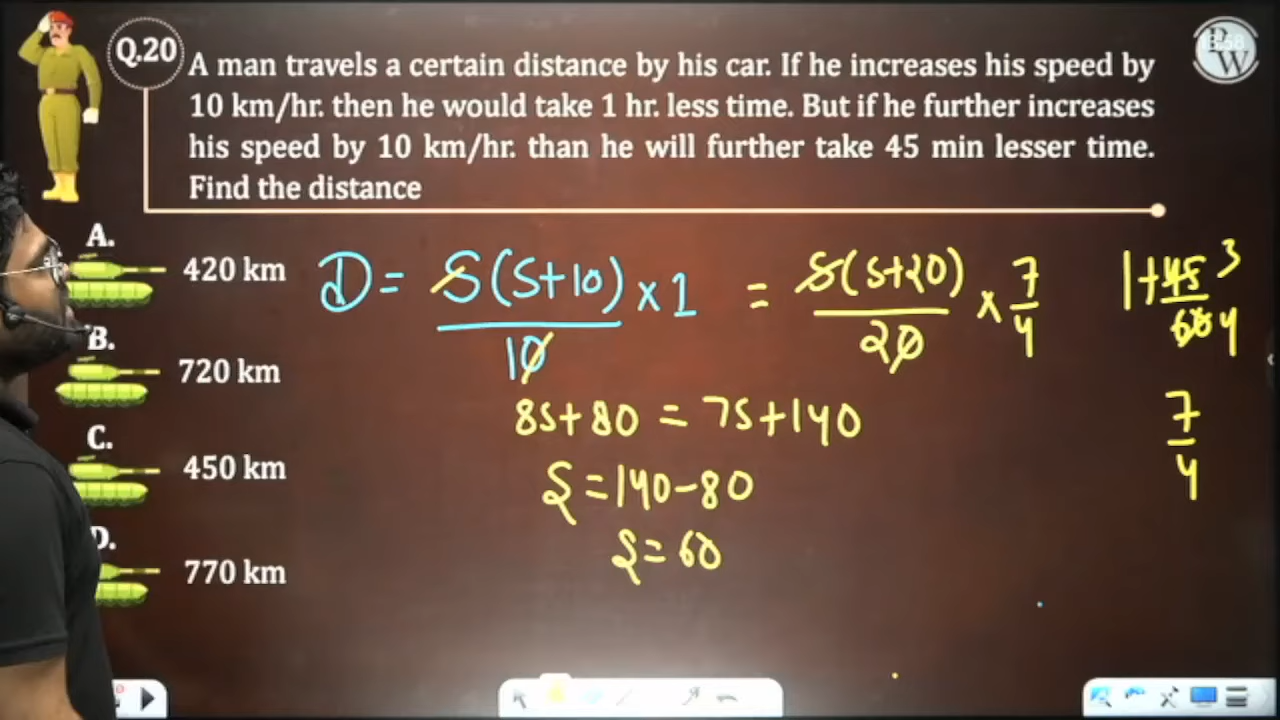 Q.20
A man travels a certain distance by his car. If he increases his speed by
10 km/hr. then he would take 1 hr. less time. But if he further increases
his speed by 10 km/hr. than he will further take 45 min lesser time.
Find the distance
A.
420 km
B.
720 km
C.
450 km
D.
770 km
D = S(S+10)/10 × 1 = S(S+20)/20 × 7/4
1+45/60 3/4
7/4
8S+80 = 7S+140
S = 140-80
S = 60
P
W